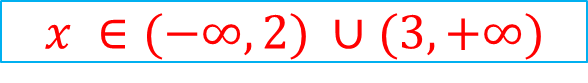 x ∈ (−∞, 2) ∪ (3, +∞)